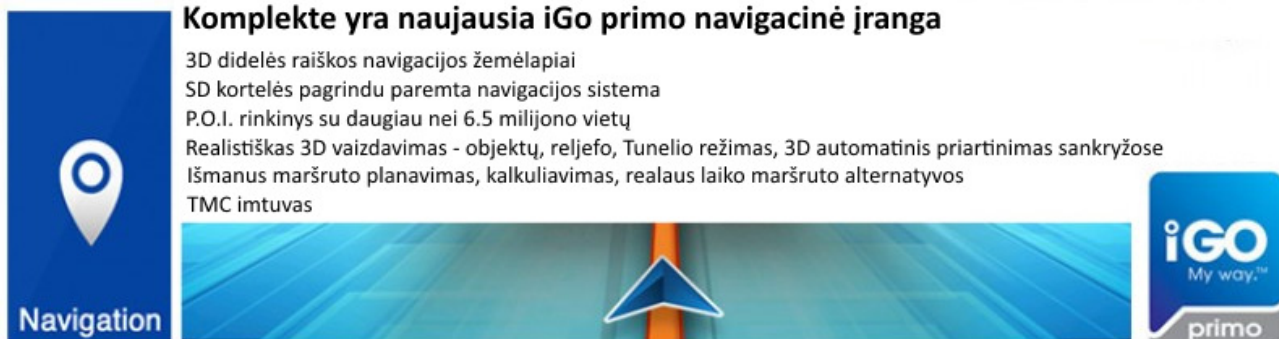 Komplekte yra naujausia iGo primo navigacinė įranga
3D didelės raiškos navigacijos žemėlapiai
SD kortelės pagrindu paremta navigacijos sistema
P.O.I. rinkinys su daugiau nei 6.5 milijono vietų
Realistiškas 3D vaizdavimas - objektų, reljefo, Tunelio režimas, 3D automatinis priartinimas sankryžose
Išmanus maršruto planavimas, kalkuliavimas, realaus laiko maršruto alternatyvos
TMC imtuvas
Navigation
iGO
My way.™
primo